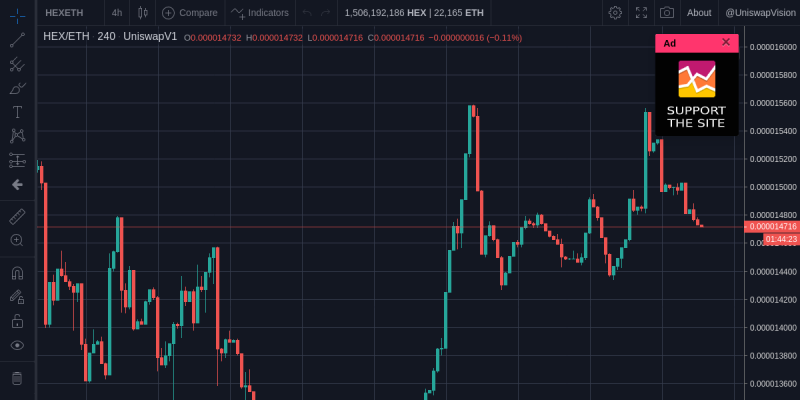 HEXETH 4h Compare Indicators 1,506,192,186 HEX | 22,165 ETH About @UniswapVision
HEX/ETH 240 UniswapV1 O0.000014732 H0.000014732 L0.000014716 C0.000014716 −0.000000016 (−0.11%)
Ad
SUPPORT
THE SITE
0.000016000
0.000015800
0.000015600
0.000015400
0.000015200
0.000015000
0.000014800
0.000014716
01:44:23
0.000014400
0.000014200
0.000014000
0.000013800
0.000013600